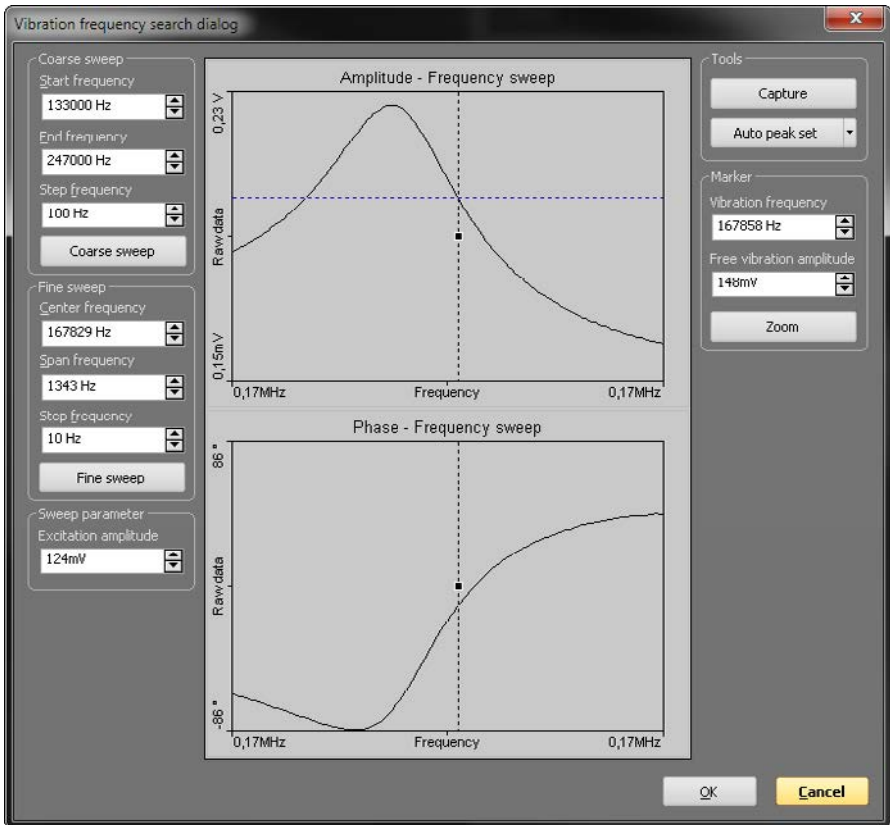 Vibration frequency search dialog
Coarse sweep
Start frequency
133000 Hz
End frequency
247000 Hz
Step frequency
100 Hz
Coarse sweep
Fine sweep
Center frequency
167829 Hz
Span frequency
1343 Hz
Step frequency
10 Hz
Fine sweep
Sweep parameter
Excitation amplitude
124mV
Amplitude - Frequency sweep
0,23 V
Raw data
0,15mV
0,17MHz
Frequency
0,17MHz
Phase - Frequency sweep
86 °
Raw data
-86 °
0,17MHz
Frequency
0,17MHz
Tools
Capture
Auto peak set
Marker
Vibration frequency
167858 Hz
Free vibration amplitude
148mV
Zoom
OK
Cancel